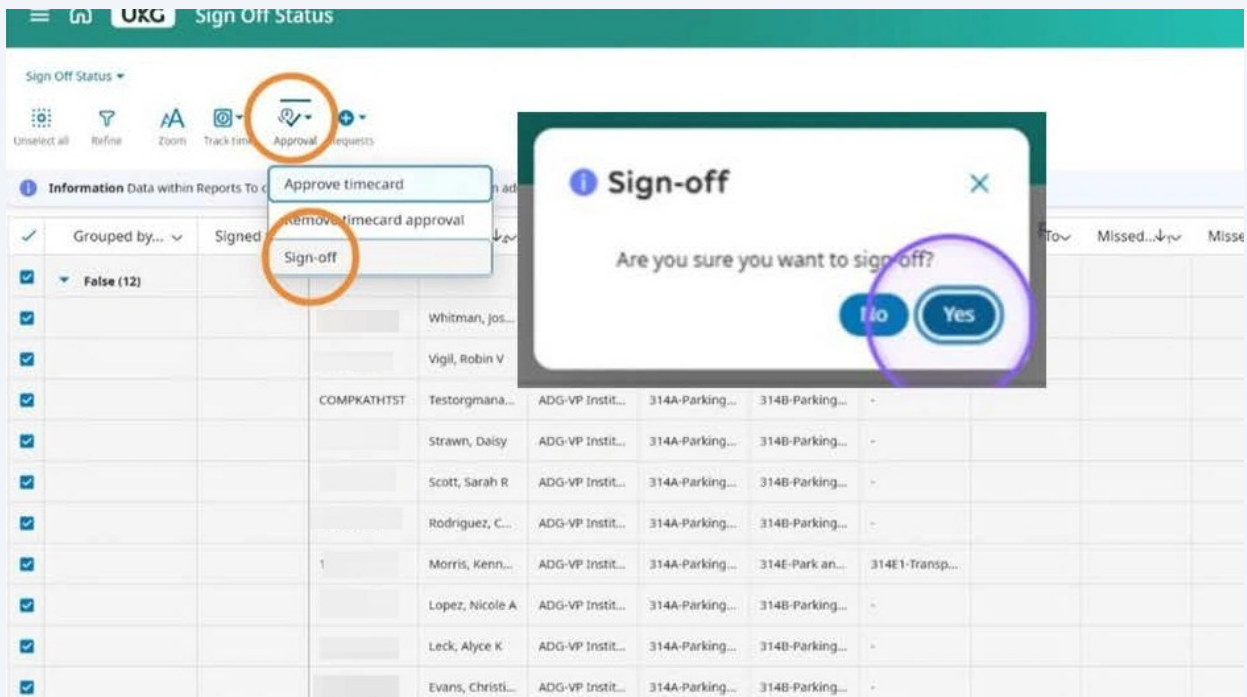 UKG Sign Off Status
Sign Off Status
Unselect all Refine Zoom Track time Approval Requests
Information Data within Reports To
Approve timecard
Remove timecard approval
Sign-off
Sign-off
Are you sure you want to sign-off?
No Yes
Grouped by... Signed To Missed... Misse
False (12)
Whitman, Jos...
Vigil, Robin V
COMPKATHTST Testorgmana... ADG-VP Instit... 314A-Parking... 314B-Parking... -
Strawn, Daisy ADG-VP Instit... 314A-Parking... 314B-Parking... -
Scott, Sarah R ADG-VP Instit... 314A-Parking... 314B-Parking... -
Rodriguez, C... ADG-VP Instit... 314A-Parking... 314B-Parking... -
1 Morris, Kenn... ADG-VP Instit... 314A-Parking... 314E-Park an... 314E1-Transp...
Lopez, Nicole A ADG-VP Instit... 314A-Parking... 314B-Parking... -
Leck, Alyce K ADG-VP Instit... 314A-Parking... 314B-Parking... -
Evans, Christi... ADG-VP Instit... 314A-Parking... 314B-Parking... -